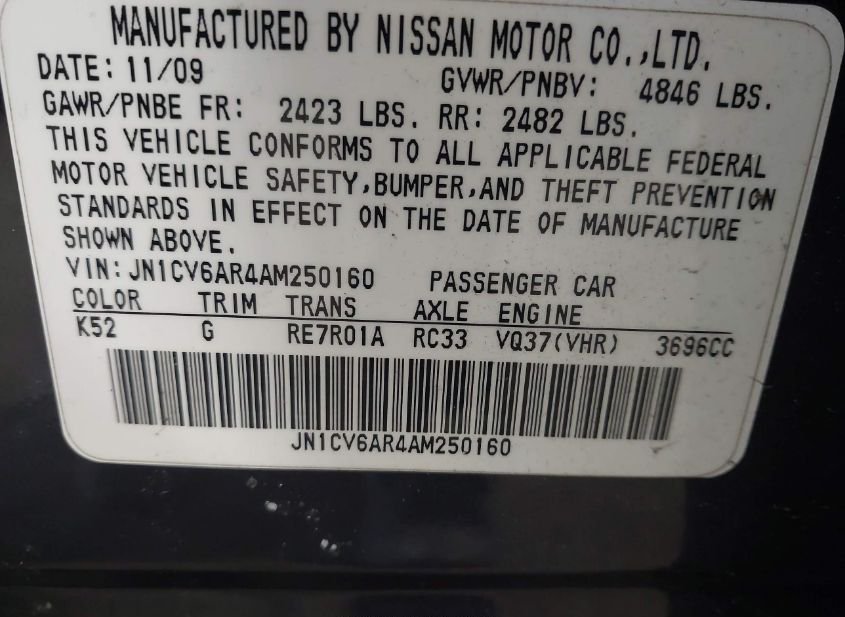 MANUFACTURED BY NISSAN MOTOR CO.,LTD.
DATE: 11/09 GVWR/PNBV: 4846 LBS.
GAWR/PNBE FR: 2423 LBS. RR: 2482 LBS.
THIS VEHICLE CONFORMS TO ALL APPLICABLE FEDERAL
MOTOR VEHICLE SAFETY,BUMPER,AND THEFT PREVENTION
STANDARDS IN EFFECT ON THE DATE OF MANUFACTURE
SHOWN ABOVE.
VIN: JN1CV6AR4AM250160 PASSENGER CAR
COLOR TRIM TRANS AXLE ENGINE
K52 G RE7R01A RC33 VQ37(VHR) 3696CC
JN1CV6AR4AM250160